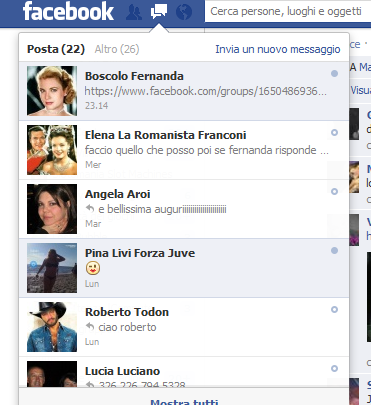 facebook
Cerca persone, luoghi e oggetti
Posta (22) Altro (26) Invia un nuovo messaggio
Boscolo Fernanda
https://www.facebook.com/groups/1650486936...
23.14
Elena La Romanista Franconi
faccio quello che posso poi se fernanda risponde ...
Mer
Angela Aroi
e bellissima auguriiiiiiiiiiiiiiiiiiiiiii
Mar
Pina Livi Forza Juve
Lun
Roberto Todon
ciao roberto
Lun
Lucia Luciano
326 226 794 5328
Mostra tutti